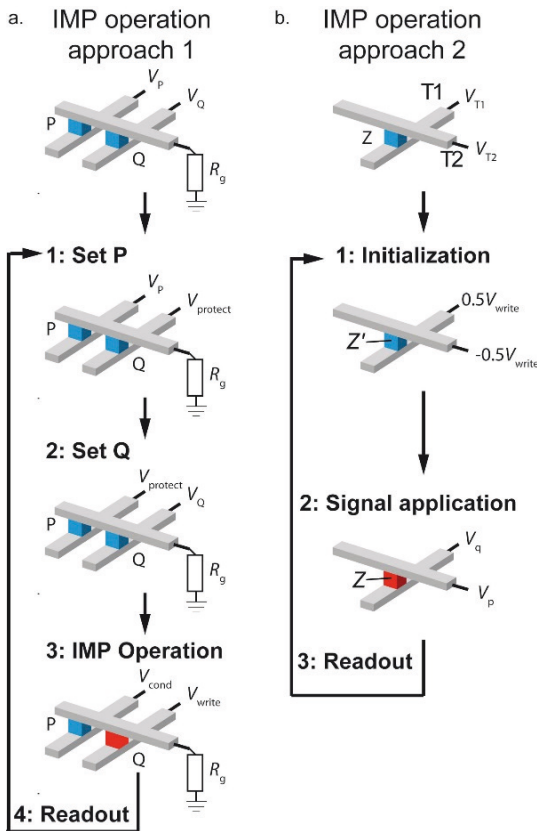 a.
IMP operation
approach 1
V_P
V_Q
P
Q
R_g
1: Set P
V_P
V_protect
P
Q
R_g
2: Set Q
V_protect
V_Q
P
Q
R_g
3: IMP Operation
V_cond
V_write
P
Q
R_g
4: Readout
b.
IMP operation
approach 2
T1
V_T1
Z
T2
V_T2
1: Initialization
0.5V_write
Z'
-0.5V_write
2: Signal application
V_q
Z
V_p
3: Readout